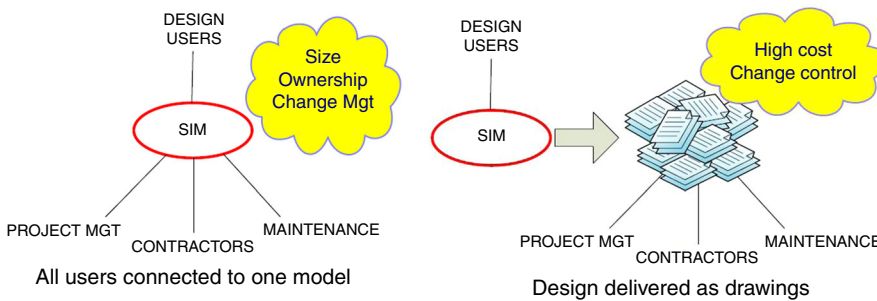 DESIGN
USERS
Size
Ownership
Change Mgt
SIM
PROJECT MGT
CONTRACTORS
MAINTENANCE
All users connected to one model
DESIGN
USERS
High cost
Change control
SIM
PROJECT MGT
CONTRACTORS
MAINTENANCE
Design delivered as drawings